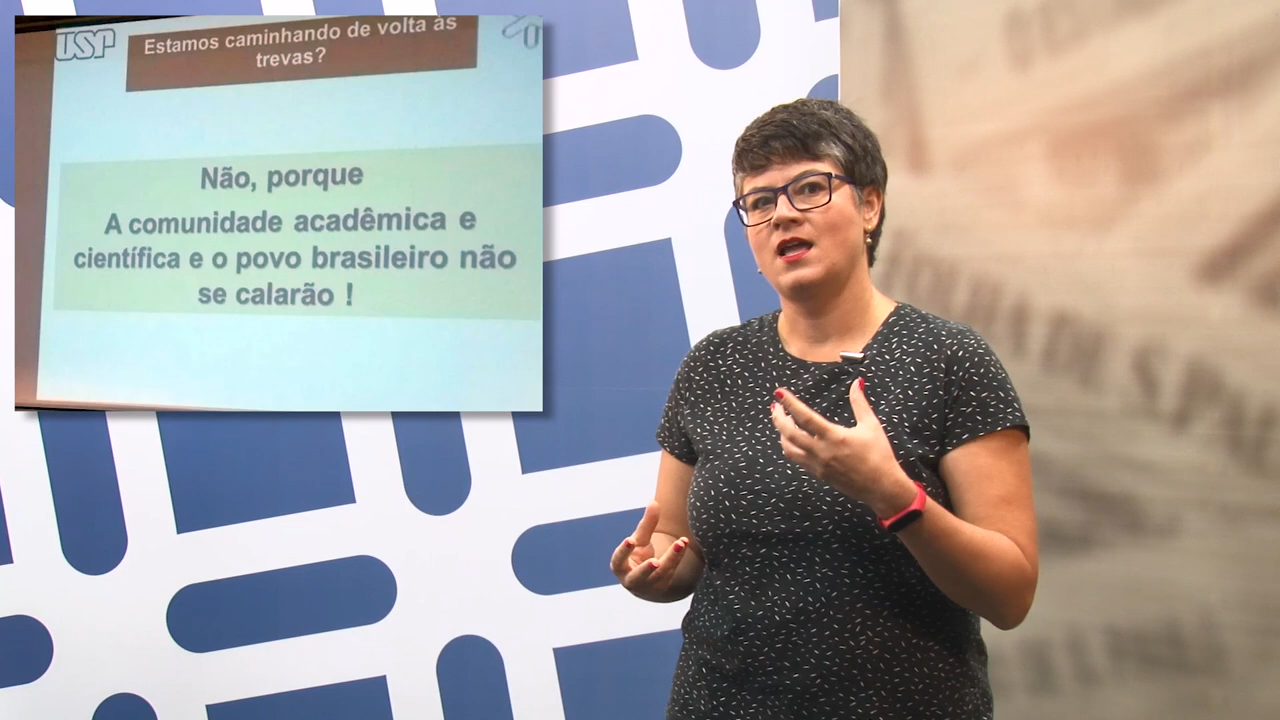 USP
Estamos caminhando de volta às
trevas?
Não, porque
A comunidade acadêmica e
científica e o povo brasileiro não
se calarão !